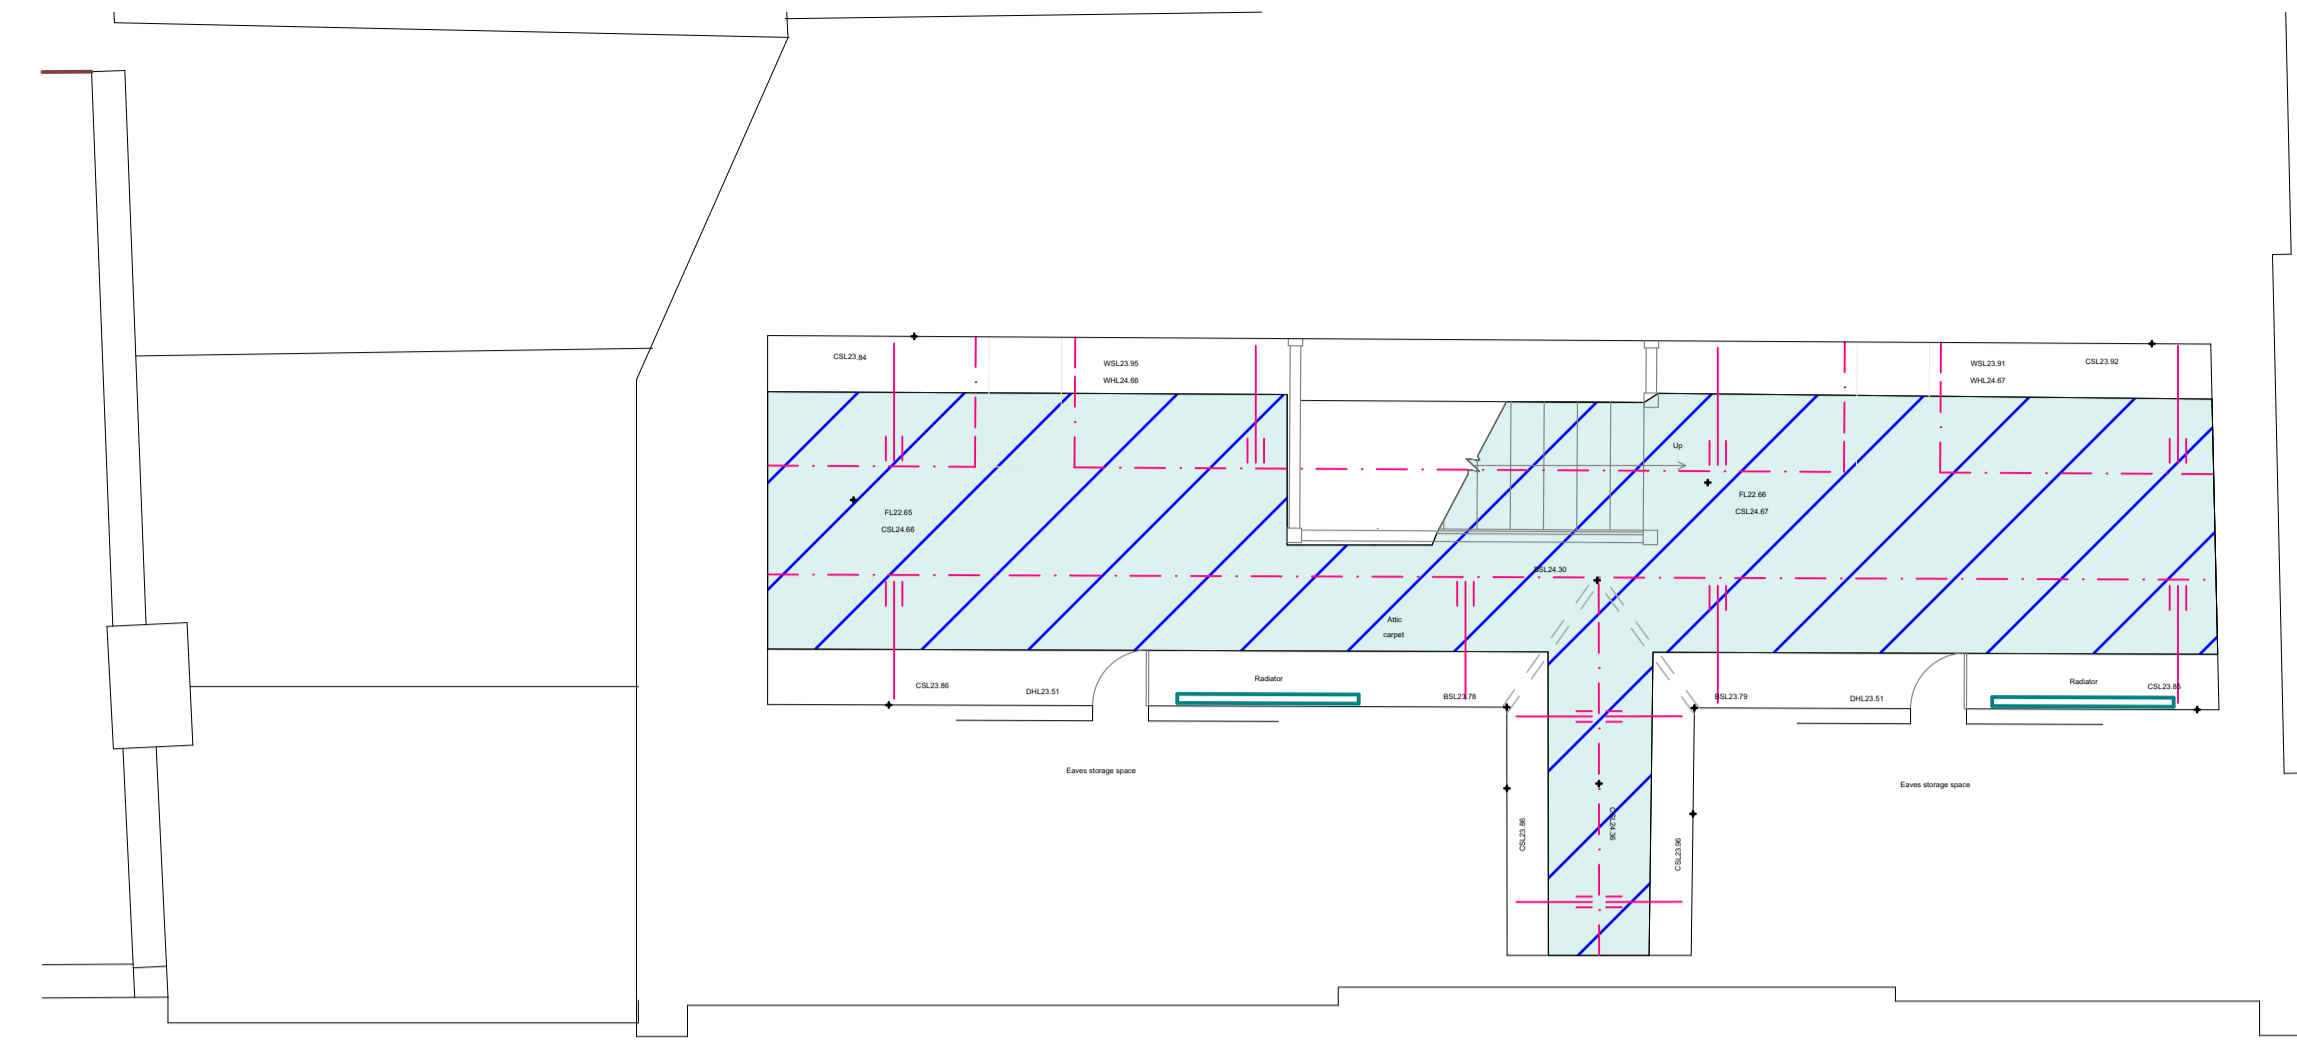 CSL23.84
WSL23.95
WHL24.66
WSL23.91
WHL24.67
CSL23.92
Up
FL22.65
CSL24.66
FL22.66
CSL24.67
CSL24.30
Attic
carpet
CSL23.86
DHL23.51
Radiator
BSL23.78
BSL23.79
DHL23.51
Radiator
CSL23.85
Eaves storage space
Eaves storage space
CSL23.86
CSL24.36
CSL23.96